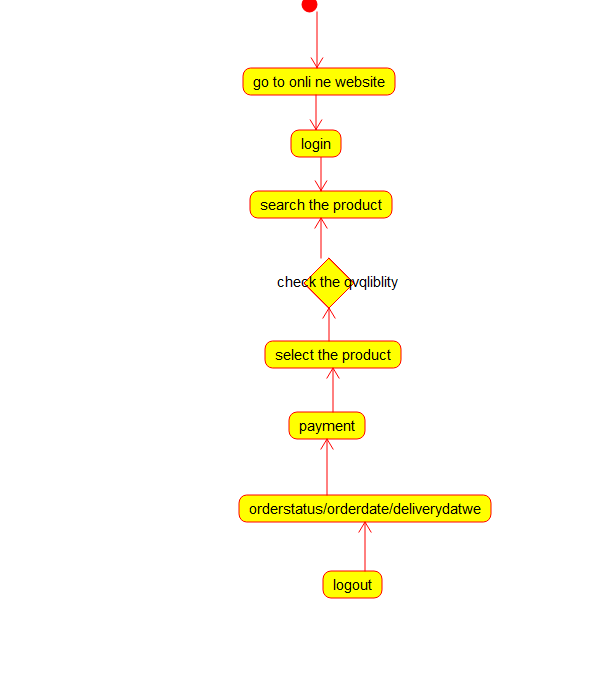 go to onli ne website
login
search the product
check the qvqliblity
select the product
payment
orderstatus/orderdate/deliverydatwe
logout